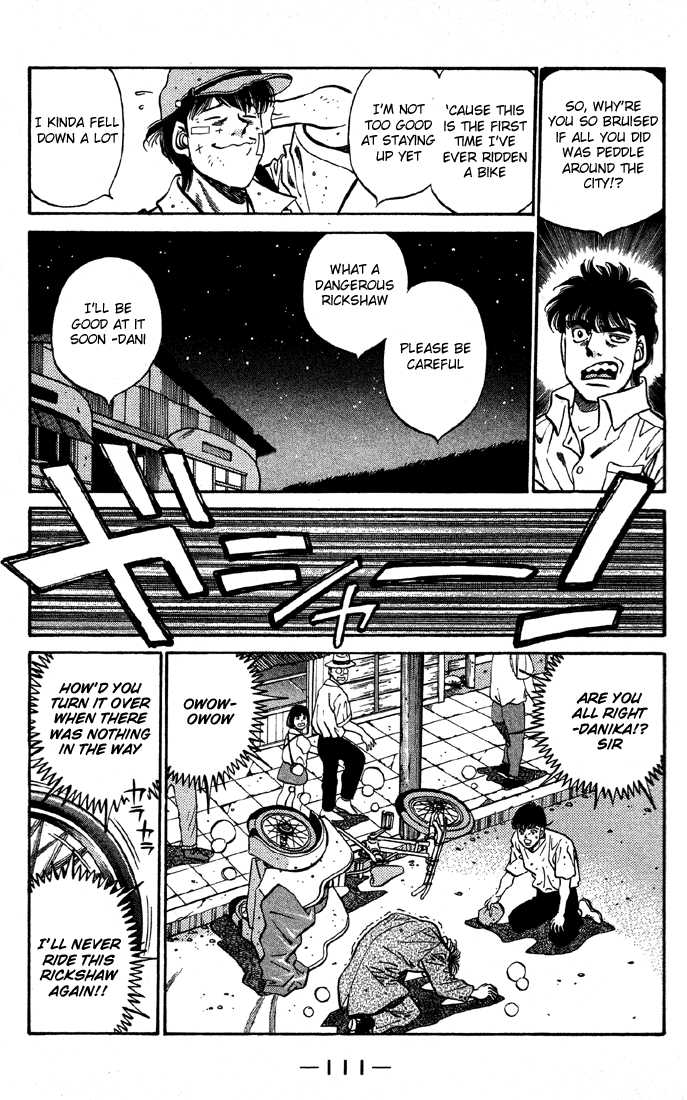 SO, WHY'RE
YOU SO BRUISED
IF ALL YOU DID
WAS PEDDLE
AROUND THE
CITY!?
'CAUSE THIS
IS THE FIRST
TIME I'VE
EVER RIDDEN
A BIKE
I'M NOT
TOO GOOD
AT STAYING
UP YET
I KINDA FELL
DOWN A LOT
WHAT A
DANGEROUS
RICKSHAW
PLEASE BE
CAREFUL
I'LL BE
GOOD AT IT
SOON -DANI
ガシャー!
ARE YOU
ALL RIGHT
-DANIKA!?
SIR
OWOW-
OWOW
HOW'D YOU
TURN IT OVER
WHEN THERE
WAS NOTHING
IN THE WAY
カラカラ
I'LL NEVER
RIDE THIS
RICKSHAW
AGAIN!!
—111—